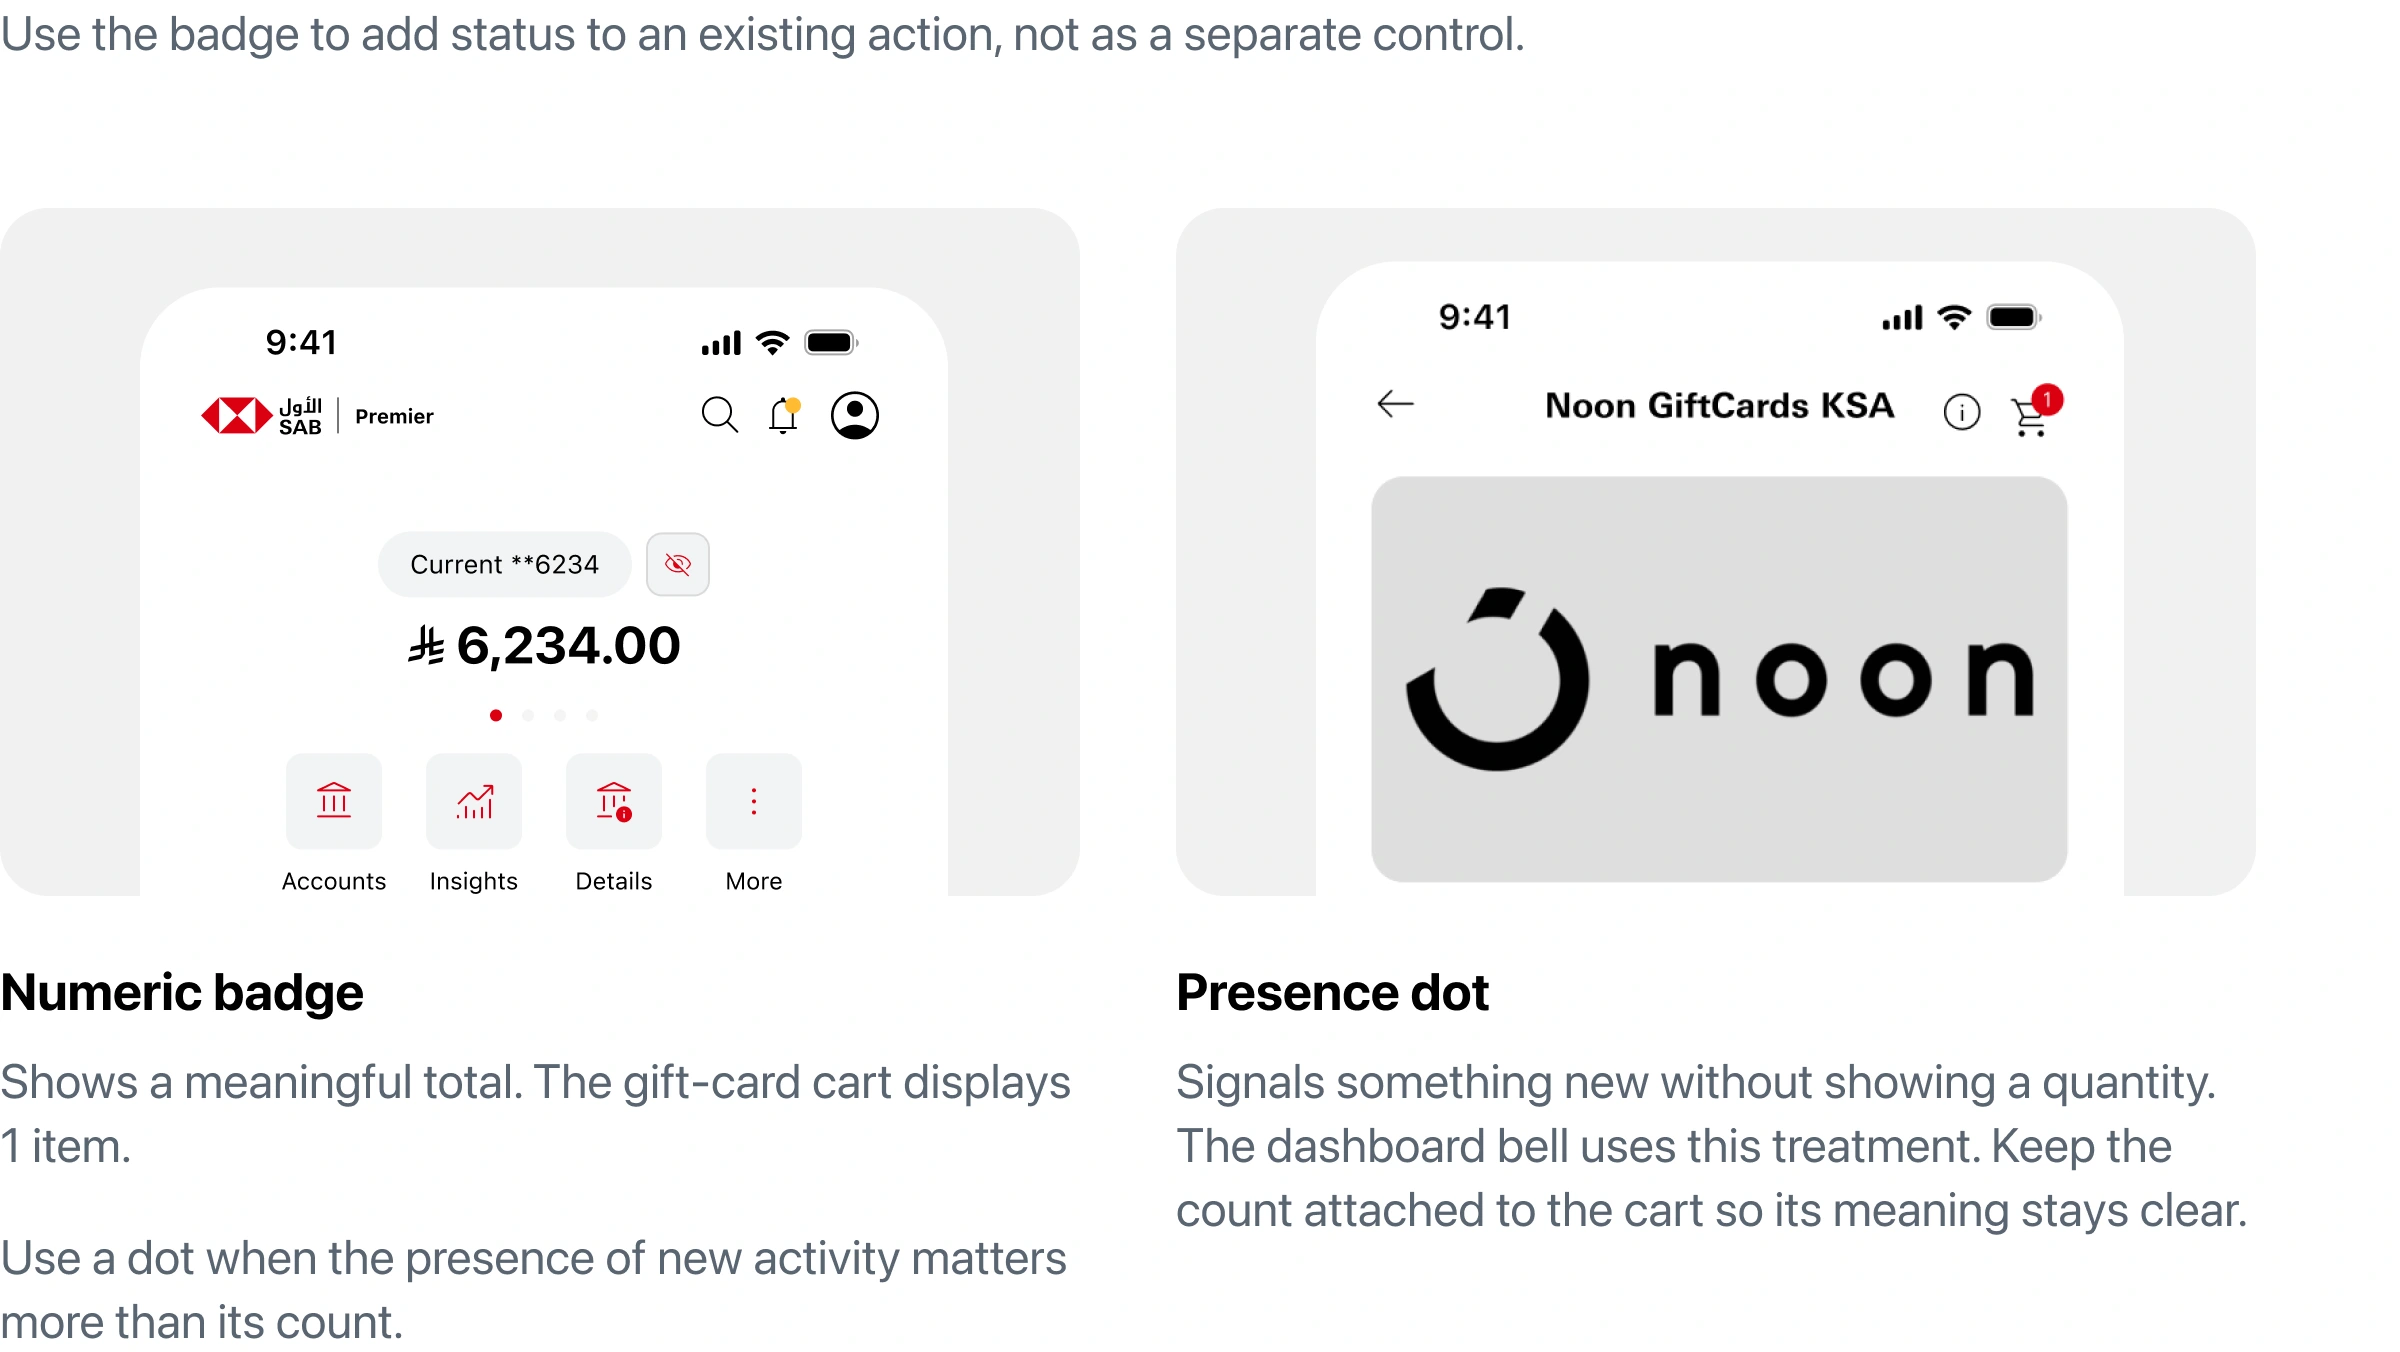 Use the badge to add status to an existing action, not as a separate control.
9:41
الأول
SAB
Premier
Current **6234
6,234.00
Accounts
Insights
Details
More
9:41
Noon GiftCards KSA
1
noon
Numeric badge
Shows a meaningful total. The gift-card cart displays
1 item.
Use a dot when the presence of new activity matters
more than its count.
Presence dot
Signals something new without showing a quantity.
The dashboard bell uses this treatment. Keep the
count attached to the cart so its meaning stays clear.